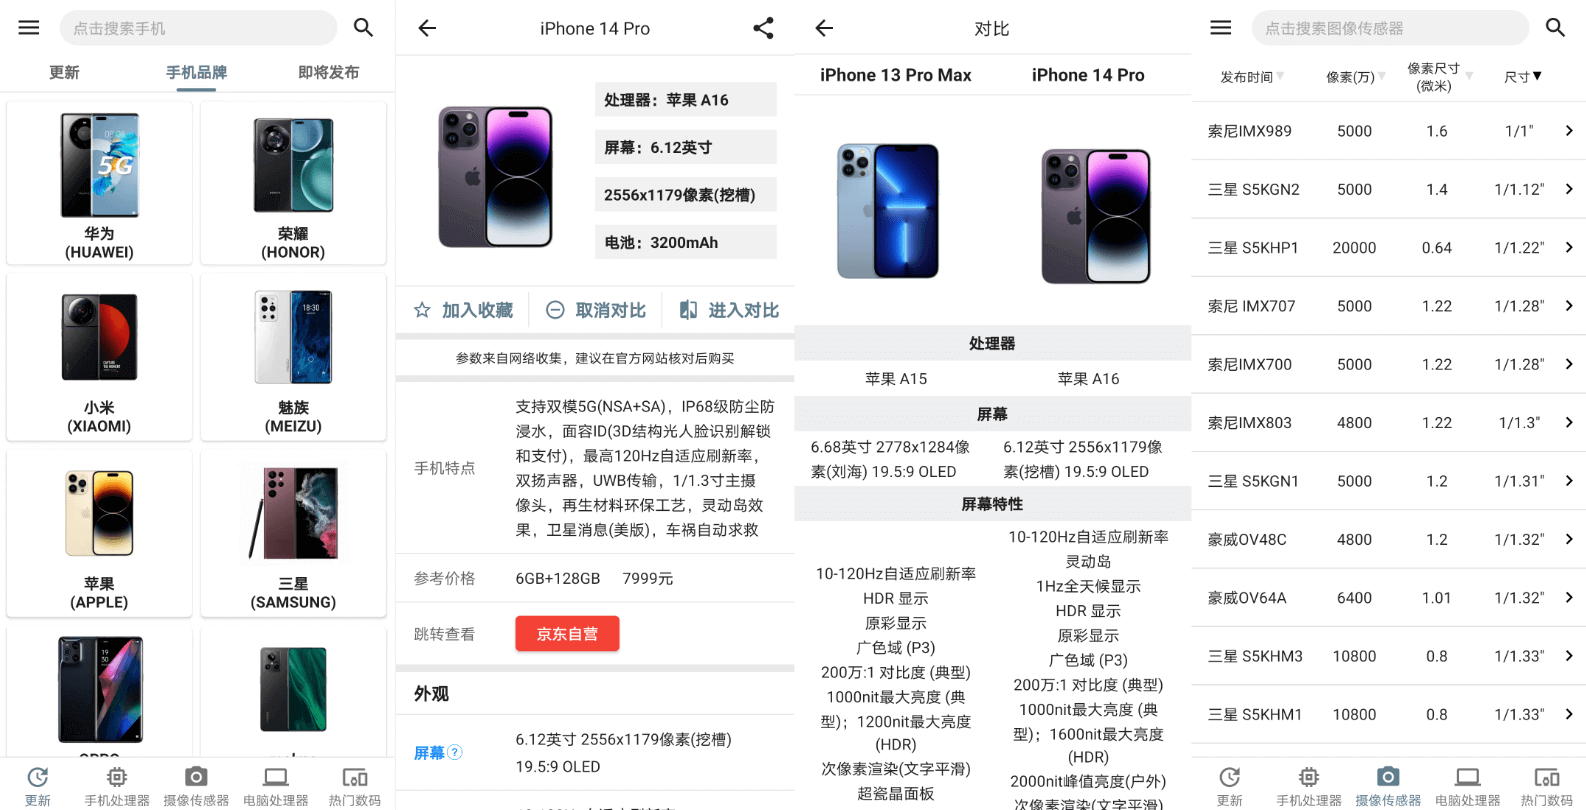 点击搜索手机
更新
手机品牌
即将发布
5G
华为
(HUAWEI)
荣耀
(HONOR)
小米
(XIAOMI)
魅族
(MEIZU)
苹果
(APPLE)
三星
(SAMSUNG)
更新
手机处理器
摄像传感器
电脑处理器
热门数码
iPhone 14 Pro
处理器：苹果 A16
屏幕：6.12英寸
2556x1179像素(挖槽)
电池：3200mAh
加入收藏
取消对比
进入对比
参数来自网络收集，建议在官方网站核对后购买
手机特点
支持双模5G(NSA+SA)，IP68级防尘防
浸水，面容ID(3D结构光人脸识别解锁
和支付)，最高120Hz自适应刷新率，
双扬声器，UWB传输，1/1.3寸主摄
像头，再生材料环保工艺，灵动岛效
果，卫星消息(美版)，车祸自动求救
参考价格
6GB+128GB 7999元
跳转查看
京东自营
外观
屏幕?
6.12英寸 2556x1179像素(挖槽)
19.5:9 OLED
对比
iPhone 13 Pro Max
iPhone 14 Pro
处理器
苹果 A15
苹果 A16
屏幕
6.68英寸 2778x1284像
素(刘海) 19.5:9 OLED
6.12英寸 2556x1179像
素(挖槽) 19.5:9 OLED
屏幕特性
10-120Hz自适应刷新率
HDR 显示
原彩显示
广色域 (P3)
200万:1 对比度 (典型)
1000nit最大亮度 (典
型)；1200nit最大亮度
(HDR)
次像素渲染(文字平滑)
超瓷晶面板
10-120Hz自适应刷新率
灵动岛
1Hz全天候显示
HDR 显示
原彩显示
广色域 (P3)
200万:1 对比度 (典型)
1000nit最大亮度 (典
型)；1600nit最大亮度
(HDR)
2000nit峰值亮度(户外)
次像素渲染(文字平滑)
点击搜索图像传感器
发布时间▼ 像素(万)▼ 像素尺寸(微米)▼ 尺寸▼
索尼IMX989 5000 1.6 1/1"
三星 S5KGN2 5000 1.4 1/1.12"
三星 S5KHP1 20000 0.64 1/1.22"
索尼 IMX707 5000 1.22 1/1.28"
索尼IMX700 5000 1.22 1/1.28"
索尼IMX803 4800 1.22 1/1.3"
三星 S5KGN1 5000 1.2 1/1.31"
豪威OV48C 4800 1.2 1/1.32"
豪威OV64A 6400 1.01 1/1.32"
三星 S5KHM3 10800 0.8 1/1.33"
三星 S5KHM1 10800 0.8 1/1.33"
更新
手机处理器
摄像传感器
电脑处理器
热门数码